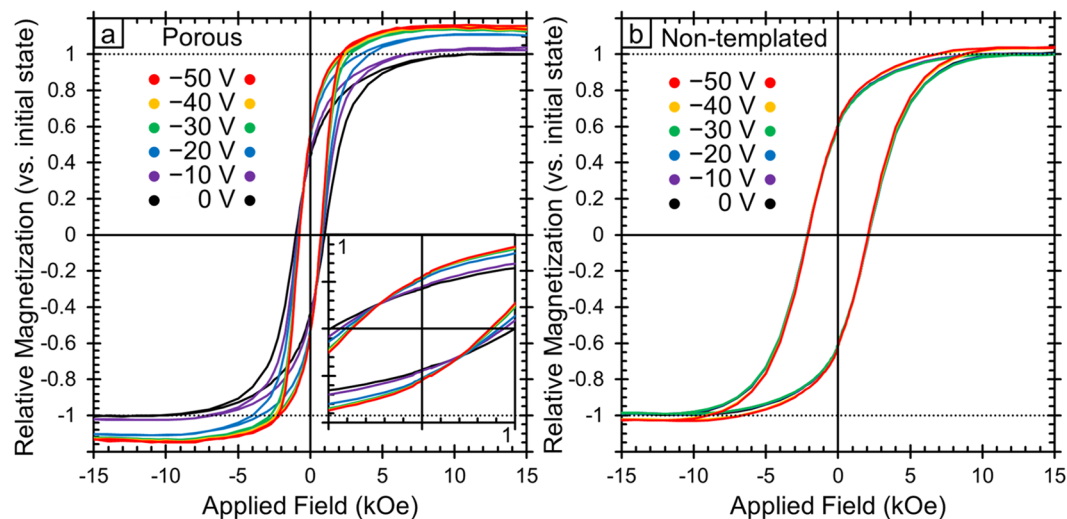 a Porous
−50 V
−40 V
−30 V
−20 V
−10 V
0 V
Relative Magnetization (vs. initial state)
1
0.8
0.6
0.4
0.2
0
-0.2
-0.4
-0.6
-0.8
-1
1
1
-15 -10 -5 0 5 10 15
Applied Field (kOe)
b Non-templated
−50 V
−40 V
−30 V
−20 V
−10 V
0 V
Relative Magnetization (vs. initial state)
1
0.8
0.6
0.4
0.2
0
-0.2
-0.4
-0.6
-0.8
-1
-15 -10 -5 0 5 10 15
Applied Field (kOe)